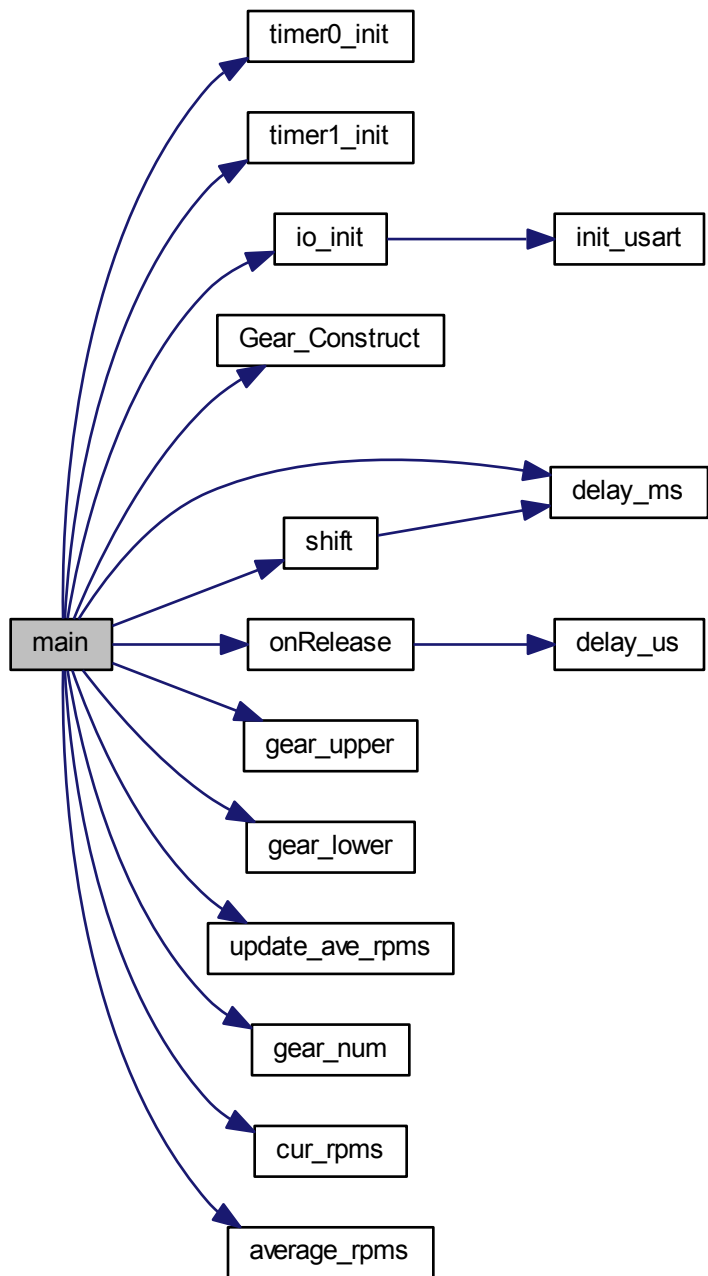 timer0_init
timer1_init
io_init
init_usart
Gear_Construct
delay_ms
shift
main
onRelease
delay_us
gear_upper
gear_lower
update_ave_rpms
gear_num
cur_rpms
average_rpms